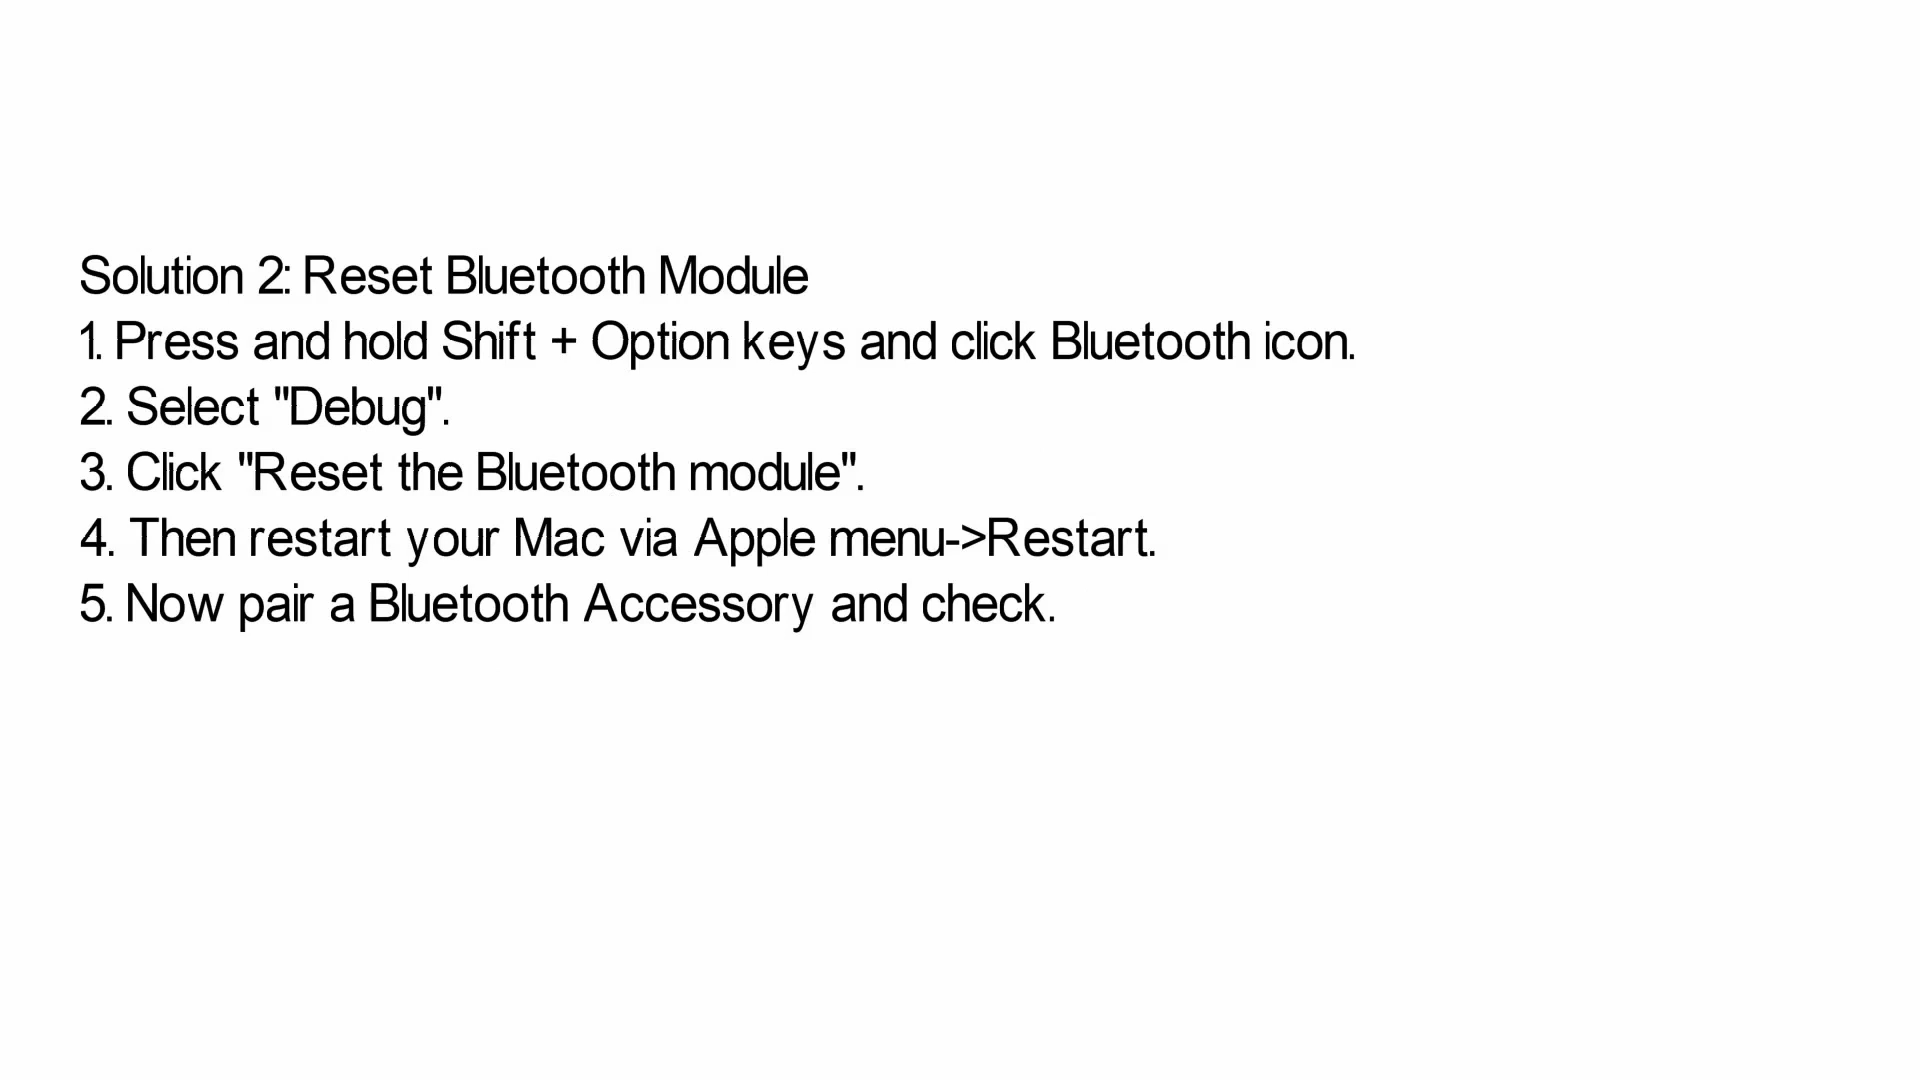 Solution 2: Reset Bluetooth Module
1. Press and hold Shift + Option keys and click Bluetooth icon.
2. Select "Debug".
3. Click "Reset the Bluetooth module".
4. Then restart your Mac via Apple menu->Restart.
5. Now pair a Bluetooth Accessory and check.